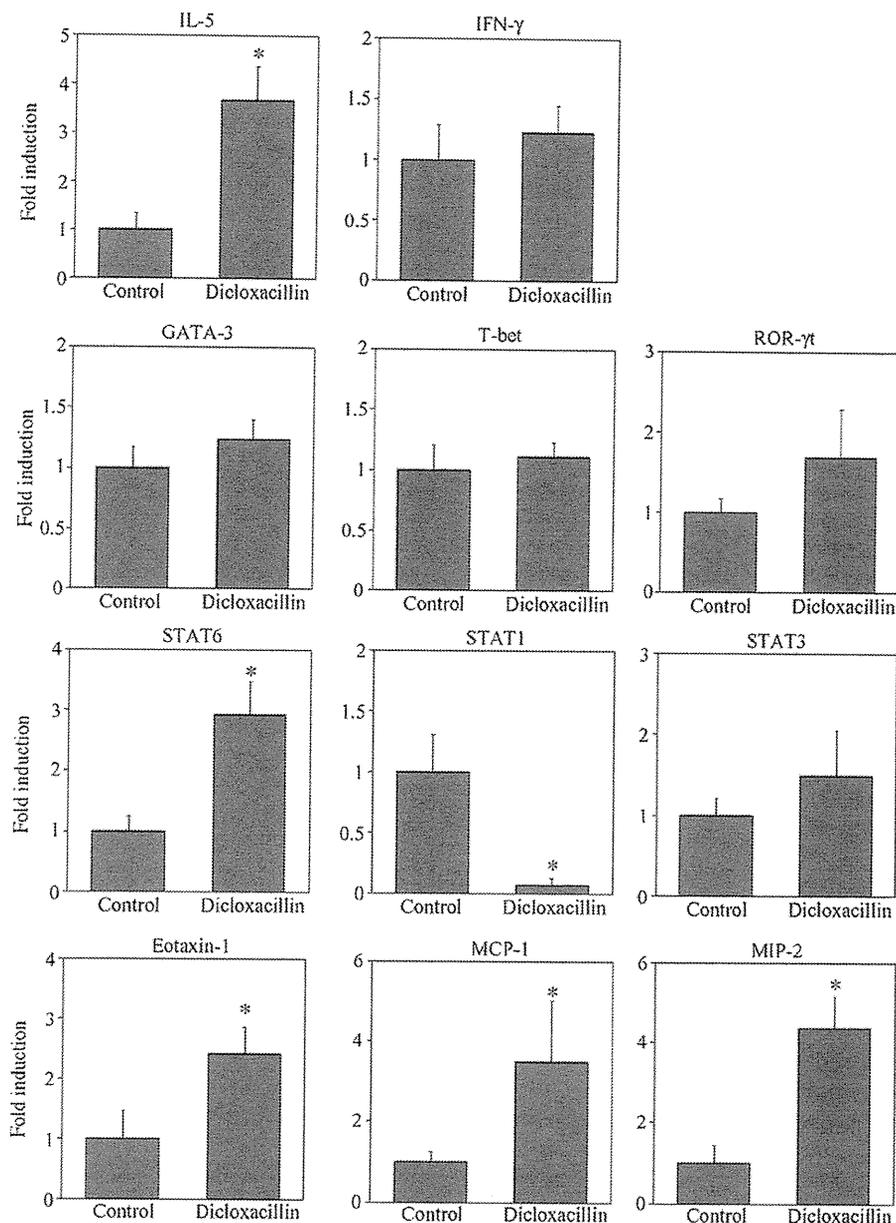 IL-5
5
4
3
2
1
0
Fold induction
*
Control Dicloxacillin
IFN-γ
2
1.5
1
0.5
0
Control Dicloxacillin
GATA-3
2
1.5
1
0.5
0
Fold induction
Control Dicloxacillin
T-bet
2
1.5
1
0.5
0
Control Dicloxacillin
ROR-γt
3
2
1
0
Control Dicloxacillin
STAT6
4
3
2
1
0
Fold induction
*
Control Dicloxacillin
STAT1
2
1.5
1
0.5
0
*
Control Dicloxacillin
STAT3
3
2
1
0
Control Dicloxacillin
Eotaxin-1
4
3
2
1
0
Fold induction
*
Control Dicloxacillin
MCP-1
6
4
2
0
*
Control Dicloxacillin
MIP-2
6
4
2
0
*
Control Dicloxacillin